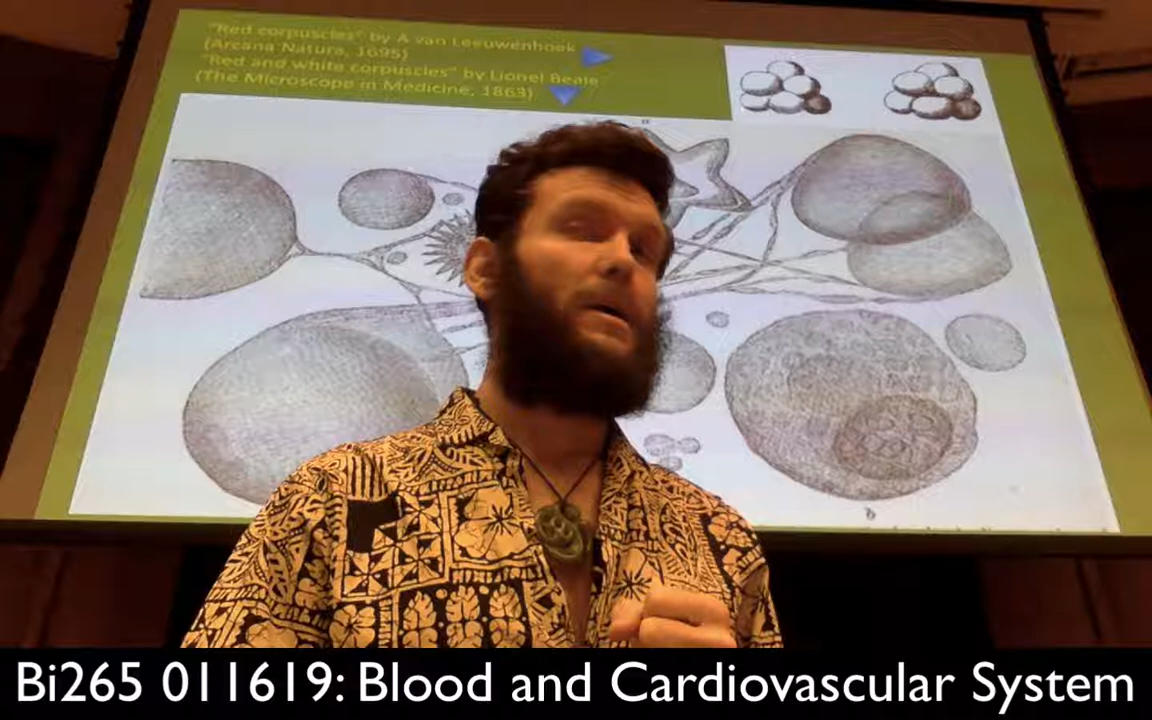 "Red corpuscles" by A van Leeuwenhoek
(Arcana Natura, 1695)
"Red and white corpuscles" by Lionel Beale
(The Microscope in Medicine, 1863)
b
Bi265 011619: Blood and Cardiovascular System